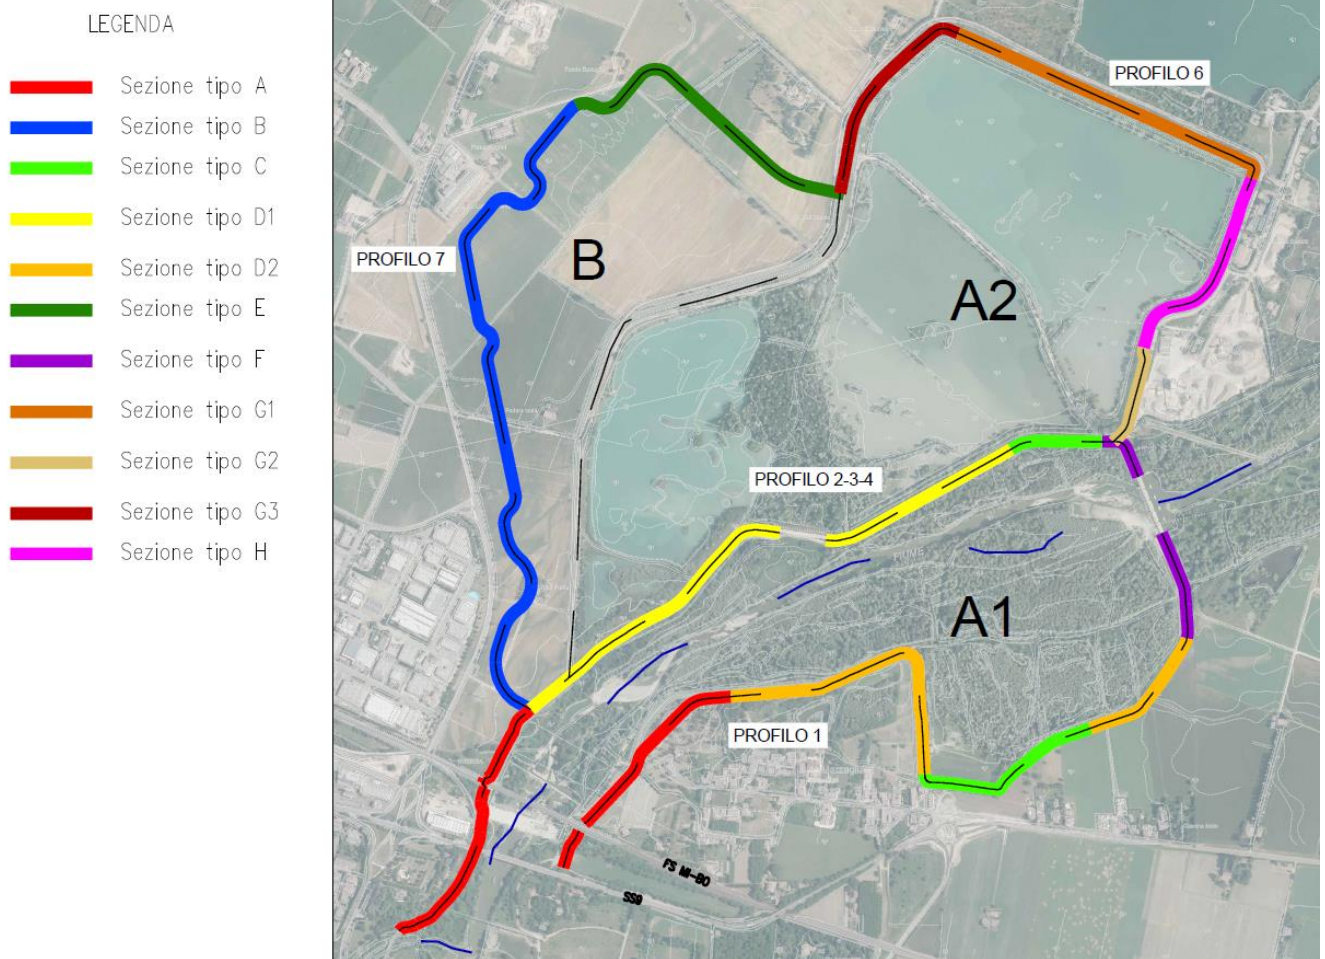 LEGENDA
Sezione tipo A
Sezione tipo B
Sezione tipo C
Sezione tipo D1
Sezione tipo D2
Sezione tipo E
Sezione tipo F
Sezione tipo G1
Sezione tipo G2
Sezione tipo G3
Sezione tipo H
PROFILO 6
PROFILO 7
B
A2
PROFILO 2-3-4
A1
PROFILO 1
FS MI-BO
SS9